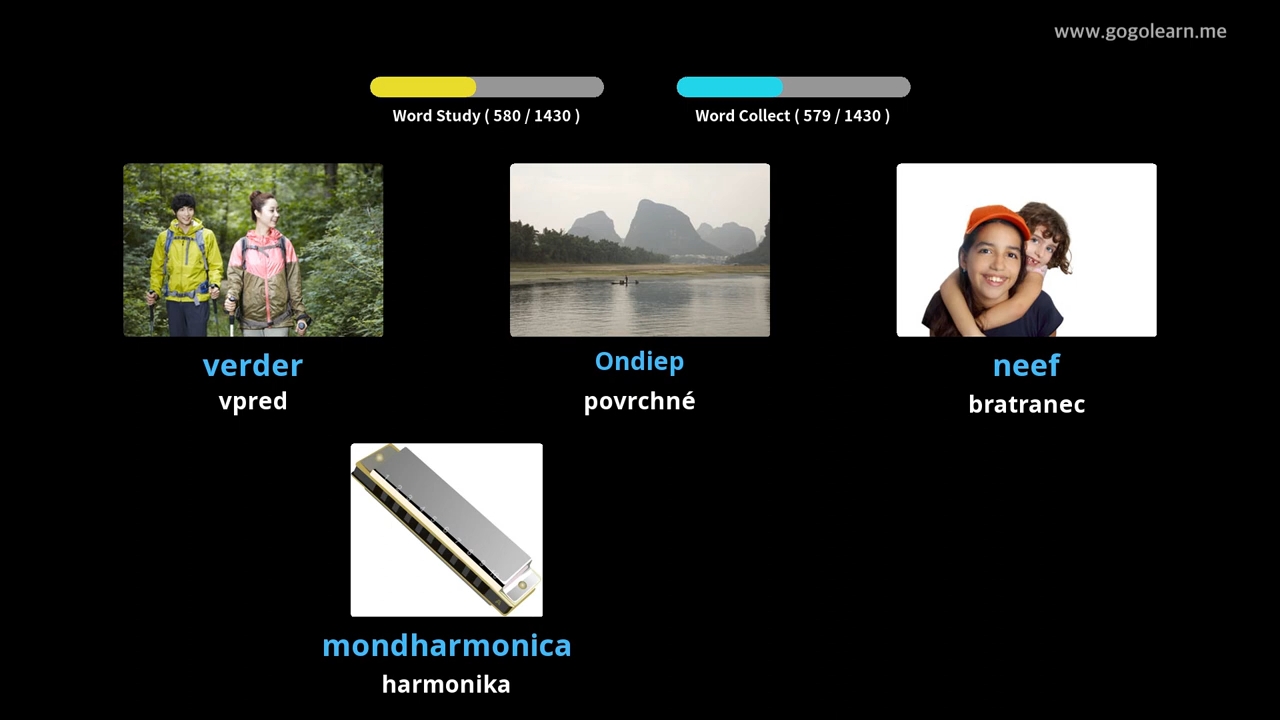 www.gogolearn.me
Word Study ( 580 / 1430 )
Word Collect ( 579 / 1430 )
verder
vpred
Ondiep
povrchné
neef
bratranec
mondharmonica
harmonika